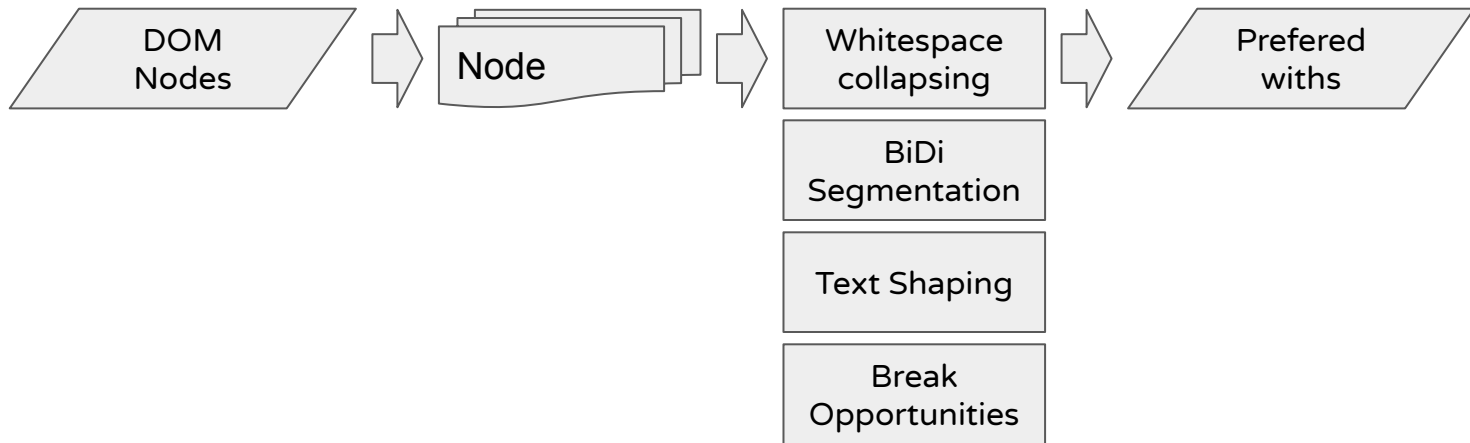 DOM
Nodes
Node
Whitespace
collapsing
Prefered
withs
BiDi
Segmentation
Text Shaping
Break
Opportunities